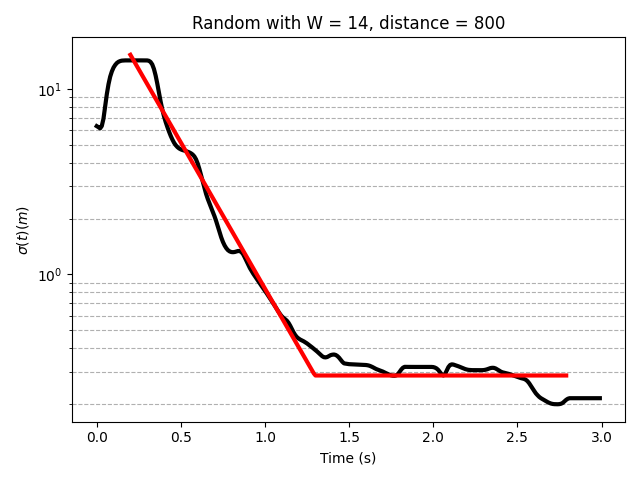 Random with W = 14, distance = 800
σ(t)(m)
10¹
10⁰
0.0 0.5 1.0 1.5 2.0 2.5 3.0
Time (s)